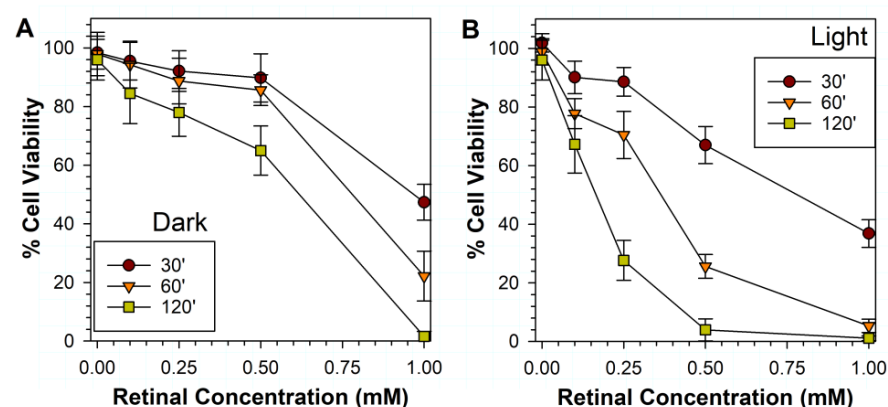 A
100
80
60
40
20
0
% Cell Viability
Dark
30'
60'
120'
0.00 0.25 0.50 0.75 1.00
Retinal Concentration (mM)
B
Light
100
80
60
40
20
0
% Cell Viability
30'
60'
120'
0.00 0.25 0.50 0.75 1.00
Retinal Concentration (mM)